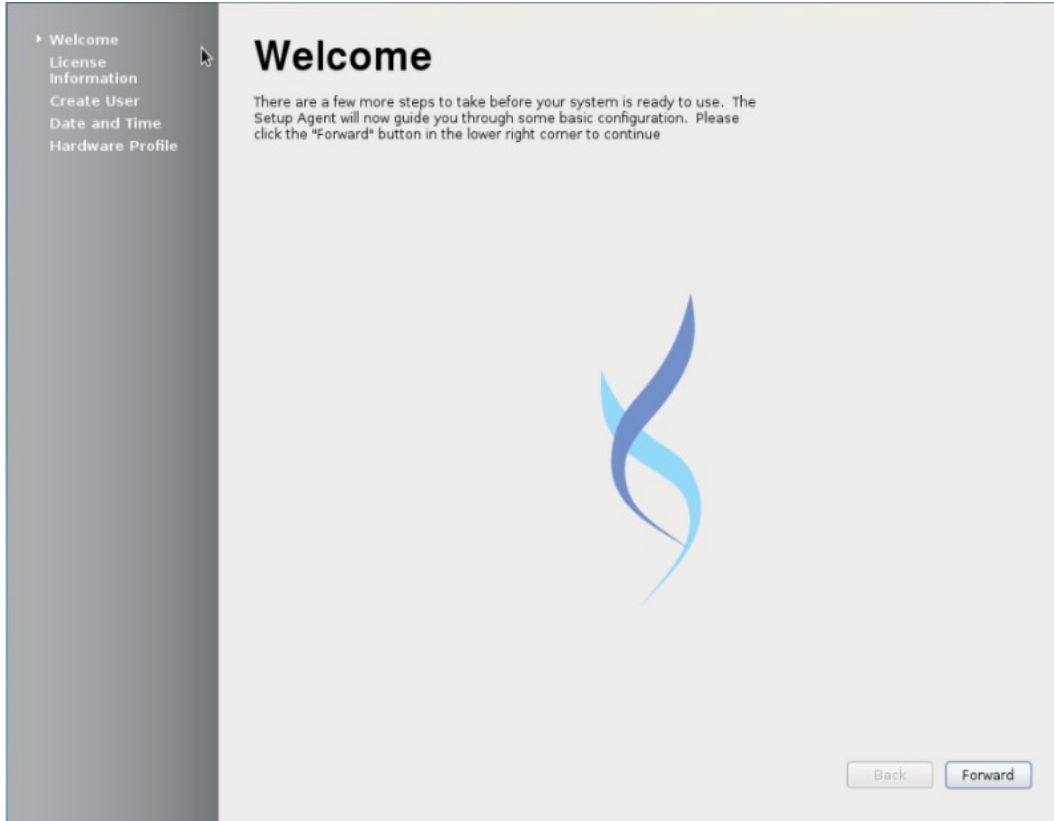 Welcome
License
Information
Create User
Date and Time
Hardware Profile
Welcome
There are a few more steps to take before your system is ready to use.  The
Setup Agent will now guide you through some basic configuration.  Please
click the "Forward" button in the lower right corner to continue
Back
Forward